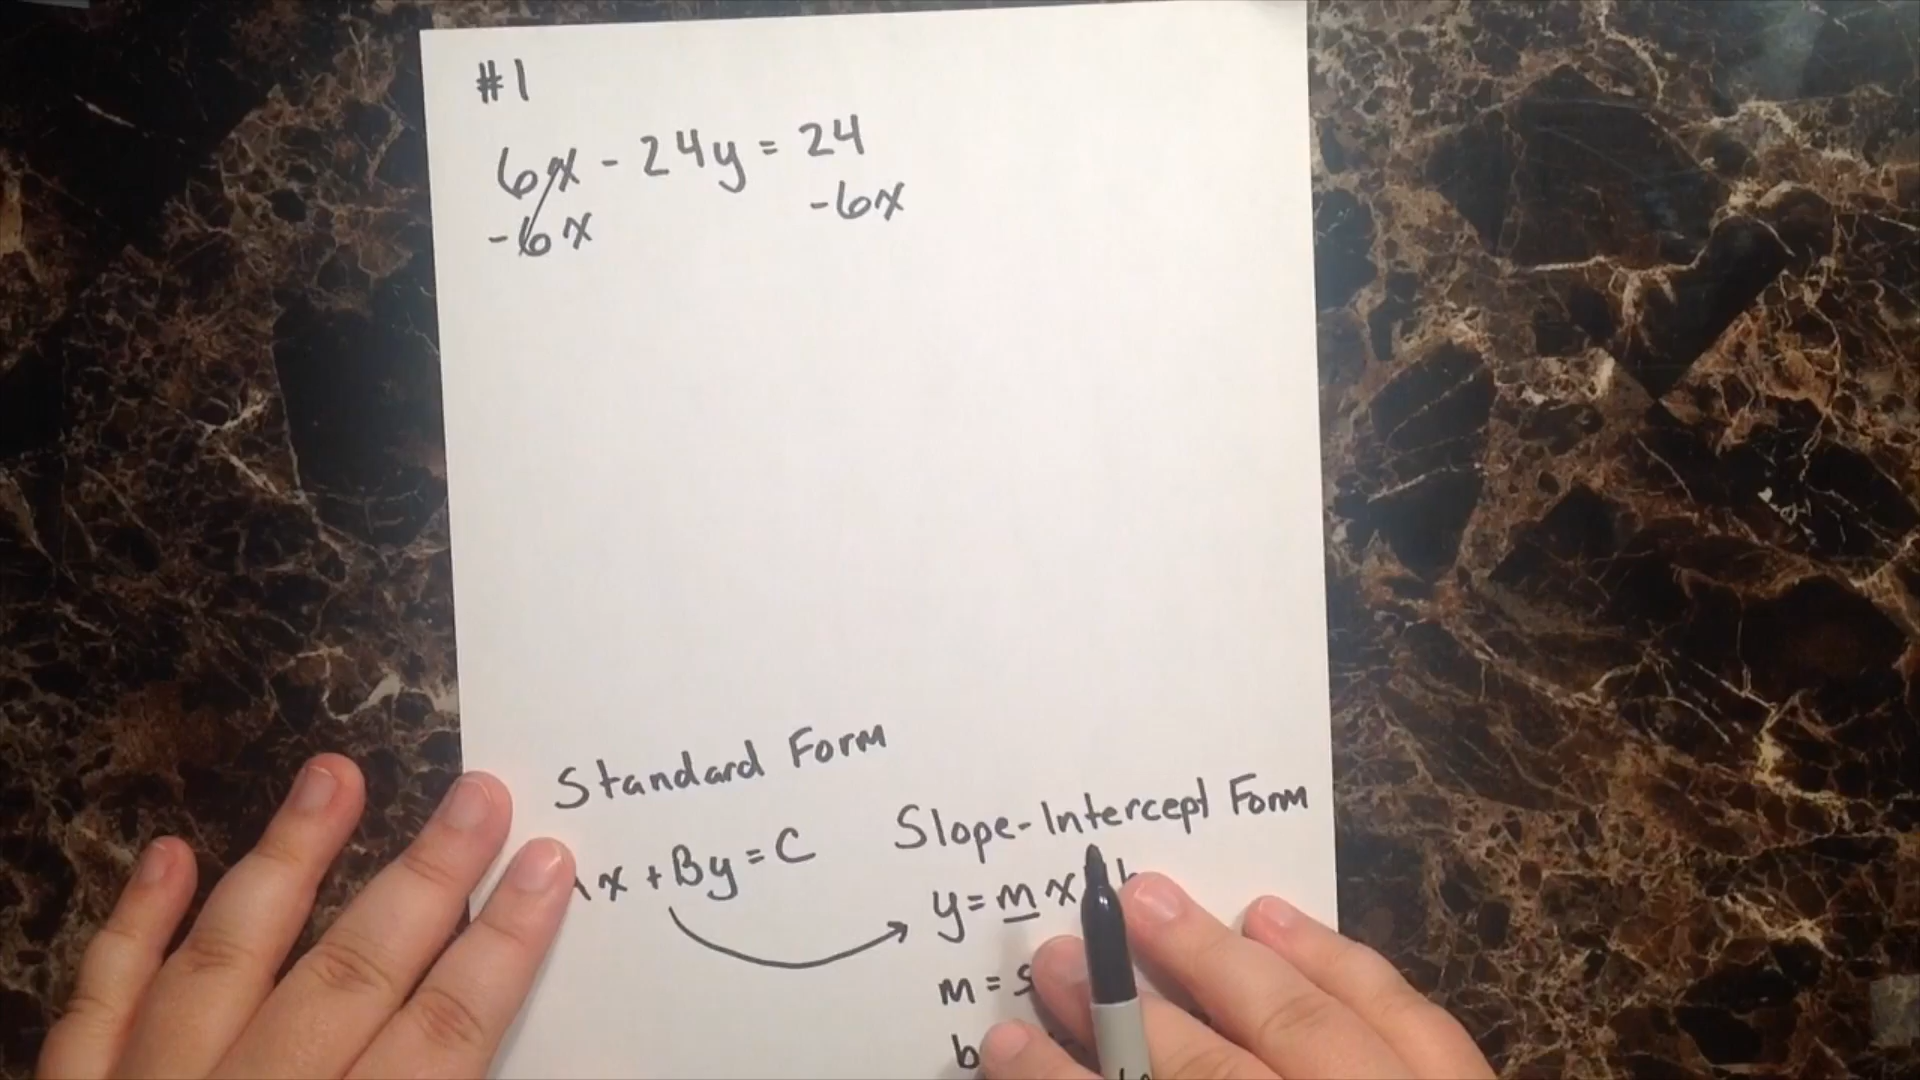 #1
6x - 24y = 24
-6x -6x
Standard Form
x + By = C
Slope-Intercept Form
y = mx b
m = s
b